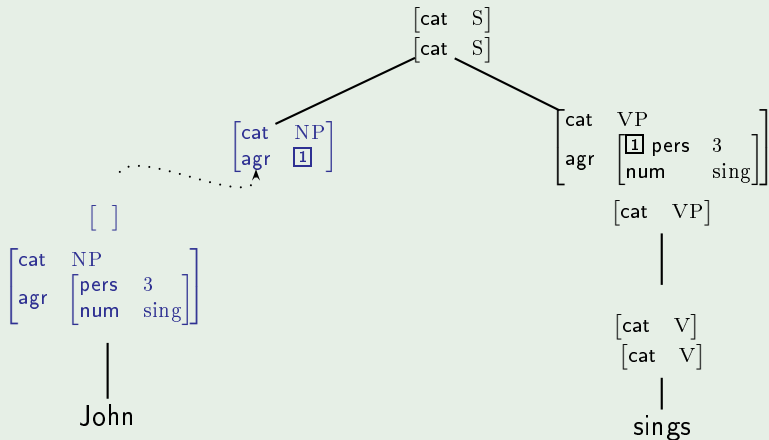 [cat S]
[cat S]
[cat NP
agr 1]
[cat VP
agr [1 pers 3
num sing]]
[ ]
[cat VP]
[cat NP
agr [pers 3
num sing]]
[cat V]
[cat V]
John
sings